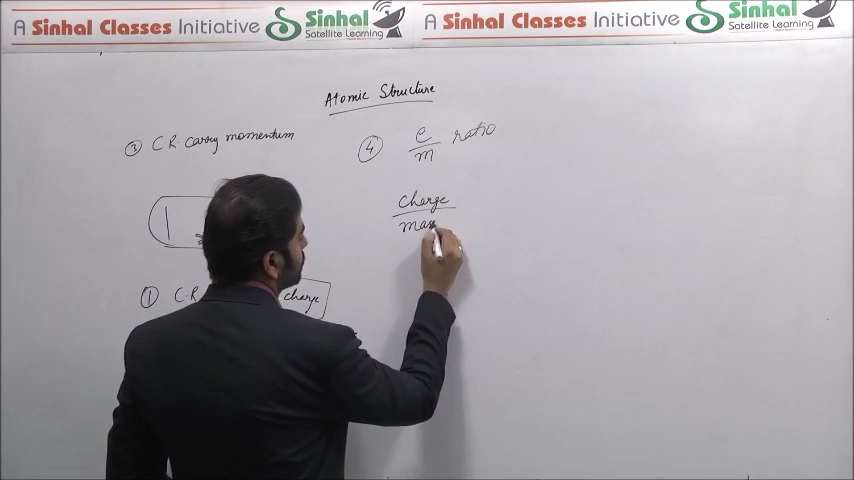 A Sinhal Classes Initiative Sinhal Satellite Learning
A Sinhal Classes Initiative Sinhal Satellite Learning
Atomic Structure
③ C R. carry momentum
④ e/m ratio
charge
mas
① C.R
charge